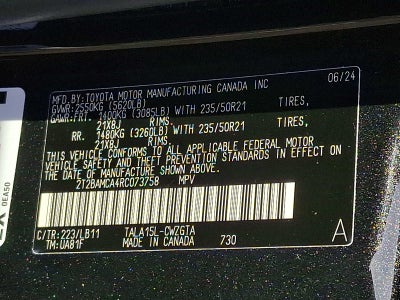 MFD.BY:TOYOTA MOTOR MANUFACTURING CANADA INC 06/24
GVWR:2550KG (5620LB)
GAWR:FRT. 1400KG (3085LB) WITH 235/50R21 TIRES,
21X8J RIMS,
RR. 1480KG (3260LB) WITH 235/50R21 TIRES,
21X8J RIMS.
THIS VEHICLE CONFORMS TO ALL APPLICABLE FEDERAL MOTOR
VEHICLE SAFETY AND THEFT PREVENTION STANDARDS IN EFFECT ON
THE DATE OF MANUFACTURE SHOWN ABOVE.
2T2BAMCA4RC073758 MPV
C/TR:223/LB11 TALA15L-CWZGTA
TM:UA81F MADE IN CANADA 730 A
0EA50